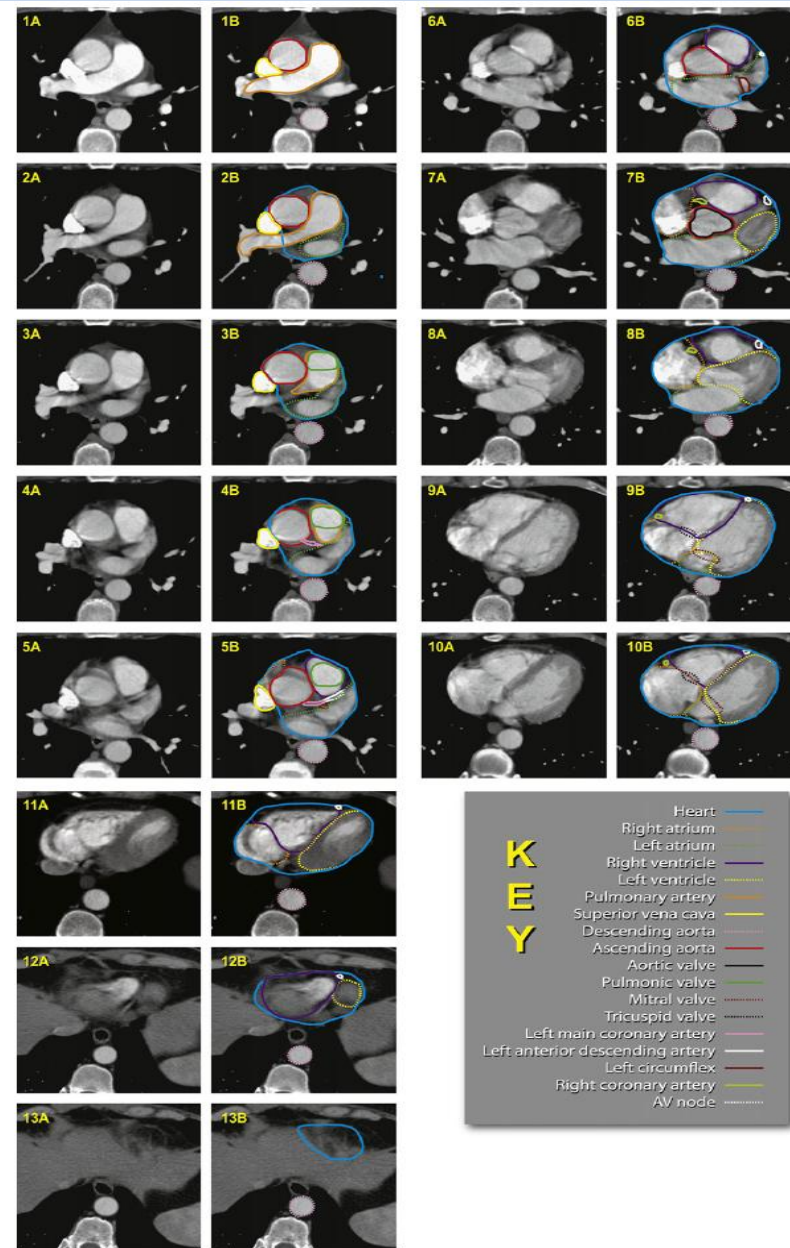 1A
1B
2A
2B
3A
3B
4A
4B
5A
5B
6A
6B
7A
7B
8A
8B
9A
9B
10A
10B
11A
11B
12A
12B
13A
13B
KEY
Heart
Right atrium
Left atrium
Right ventricle
Left ventricle
Pulmonary artery
Superior vena cava
Descending aorta
Ascending aorta
Aortic valve
Pulmonic valve
Mitral valve
Tricuspid valve
Left main coronary artery
Left anterior descending artery
Left circumflex
Right coronary artery
AV node